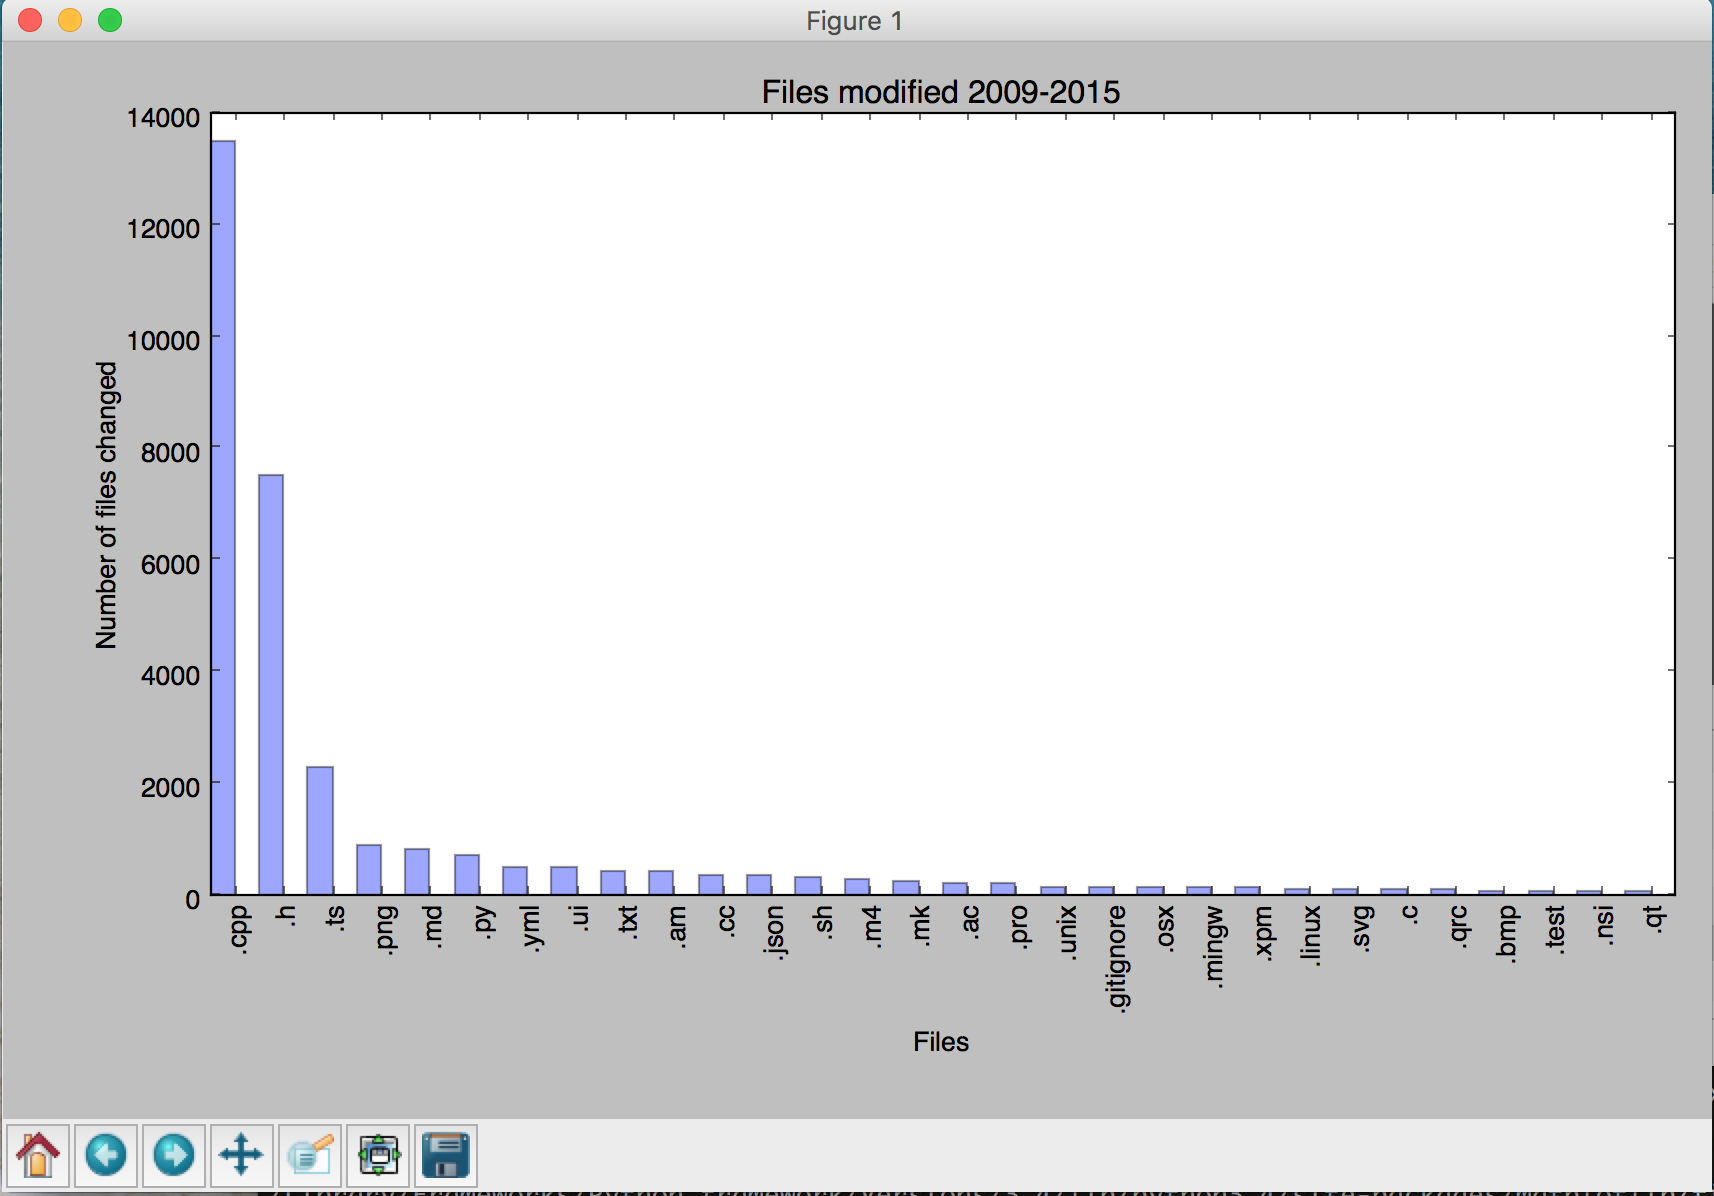 Figure 1
Files modified 2009-2015
14000
12000
10000
8000
6000
4000
2000
0
Number of files changed
.cpp
.h
.ts
.png
.md
.py
.yml
.ui
.txt
.am
.cc
.json
.sh
.m4
.mk
.ac
.pro
.unix
.gitignore
.osx
.mingw
.xpm
.linux
.svg
.c
.qrc
.bmp
.test
.nsi
.qt
Files